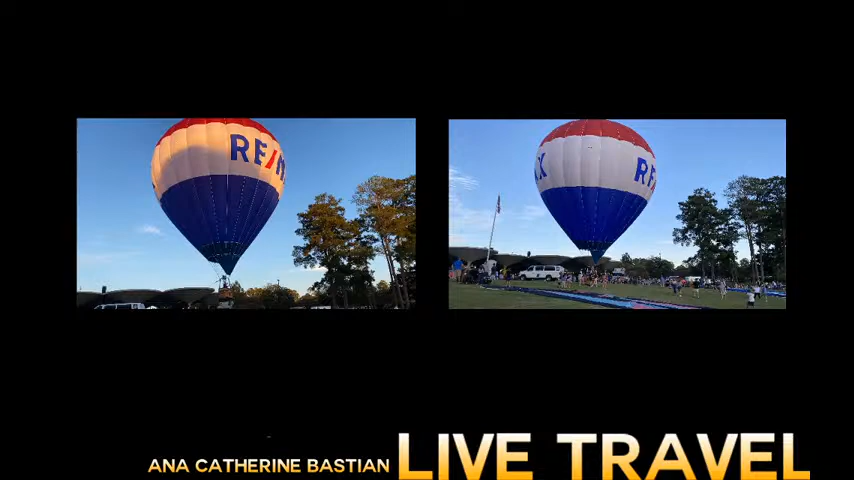 RE/M
X
RE
ANA CATHERINE BASTIAN LIVE TRAVEL